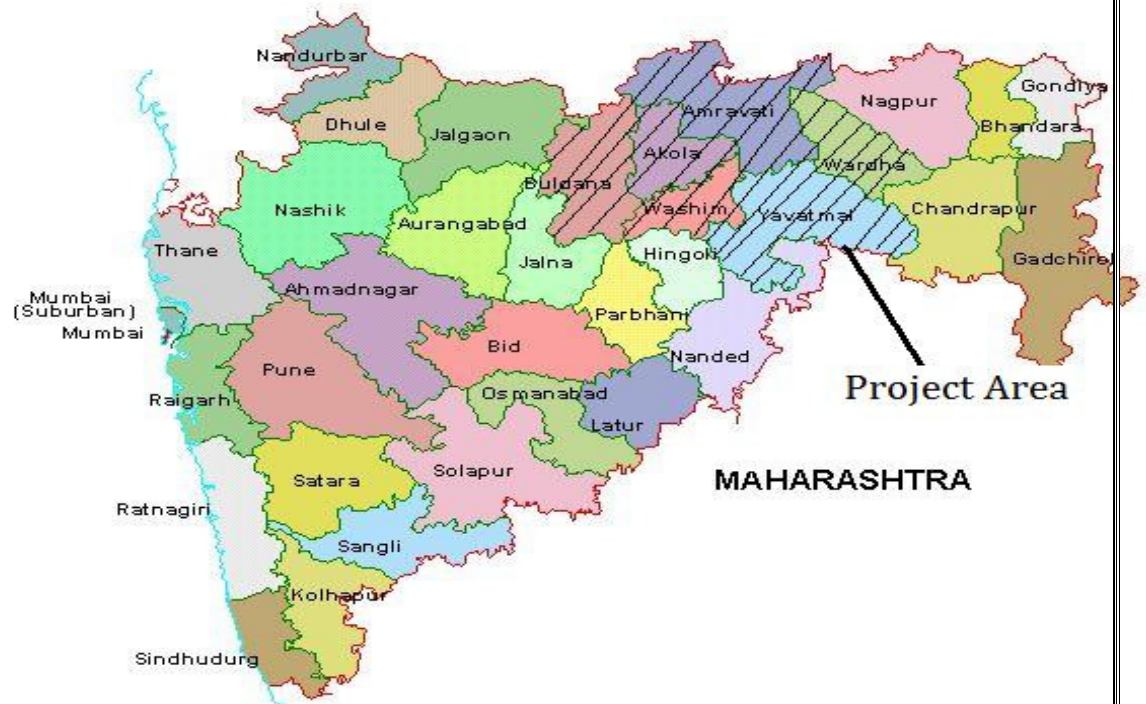 Nandurbar
Dhule
Jalgaon
Buldana
Akola
Amravati
Nagpur
Bhandara
Gondiya
Wardha
Washim
Yavatmal
Chandrapur
Gadchirel
Nashik
Aurangabad
Jalna
Hingoli
Parbhani
Thane
Ahmadnagar
Mumbai
(Suburban)
Mumbai
Bid
Nanded
Pune
Raigarh
Osmanabad
Latur
Project Area
Satara
Solapur
MAHARASHTRA
Ratnagiri
Sangli
Kolhapur
Sindhudurg